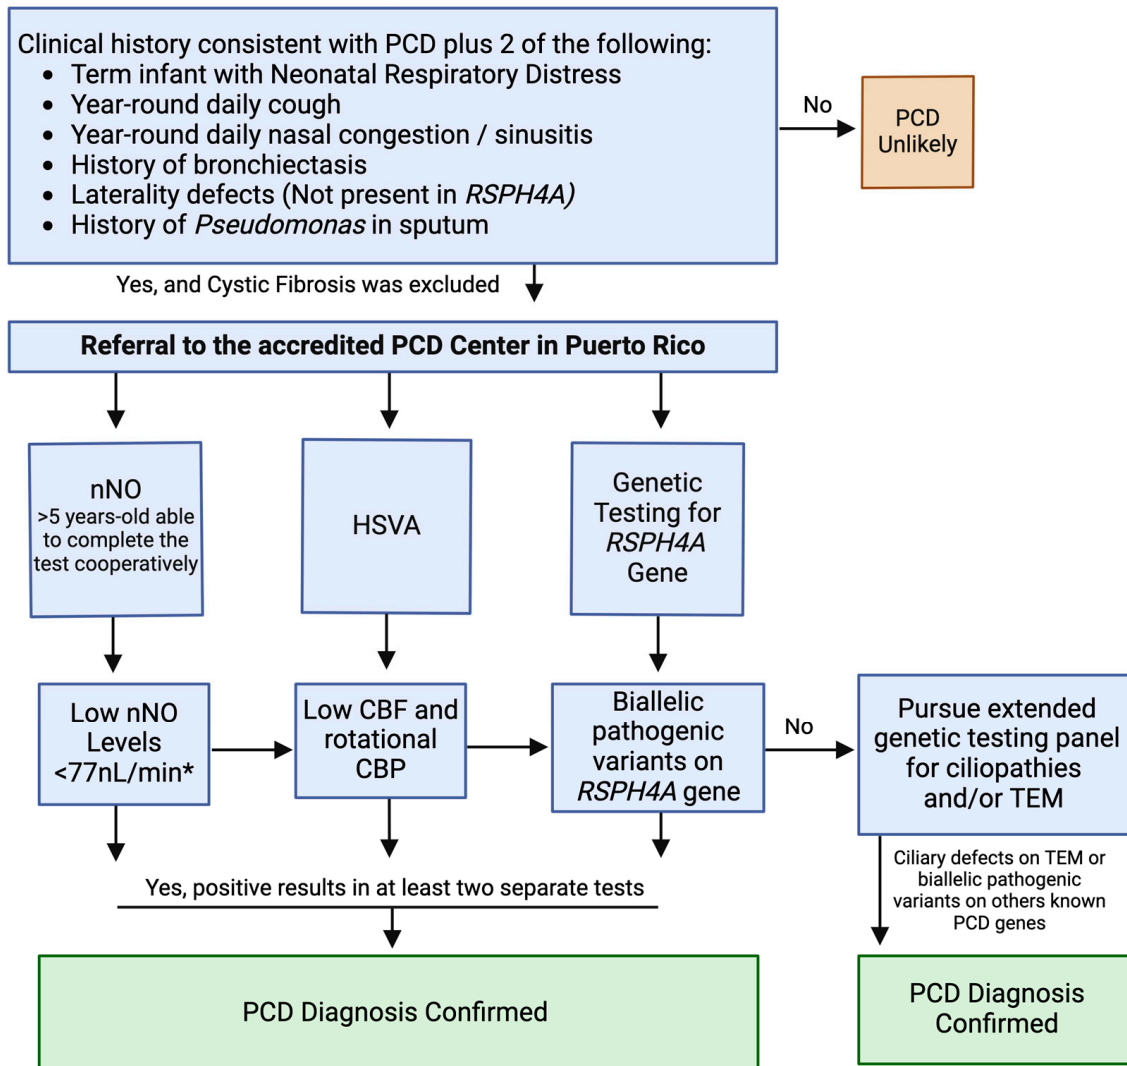 Clinical history consistent with PCD plus 2 of the following:
• Term infant with Neonatal Respiratory Distress
• Year-round daily cough
• Year-round daily nasal congestion / sinusitis
• History of bronchiectasis
• Laterality defects (Not present in RSPH4A)
• History of Pseudomonas in sputum
No
PCD
Unlikely
Yes, and Cystic Fibrosis was excluded
Referral to the accredited PCD Center in Puerto Rico
nNO
>5 years-old able
to complete the
test cooperatively
HSVA
Genetic
Testing for
RSPH4A
Gene
Low nNO
Levels
<77nL/min*
Low CBF and
rotational
CBP
Biallelic
pathogenic
variants on
RSPH4A gene
No
Pursue extended
genetic testing panel
for ciliopathies
and/or TEM
Yes, positive results in at least two separate tests
Ciliary defects on TEM or
biallelic pathogenic
variants on others known
PCD genes
PCD Diagnosis Confirmed
PCD Diagnosis
Confirmed